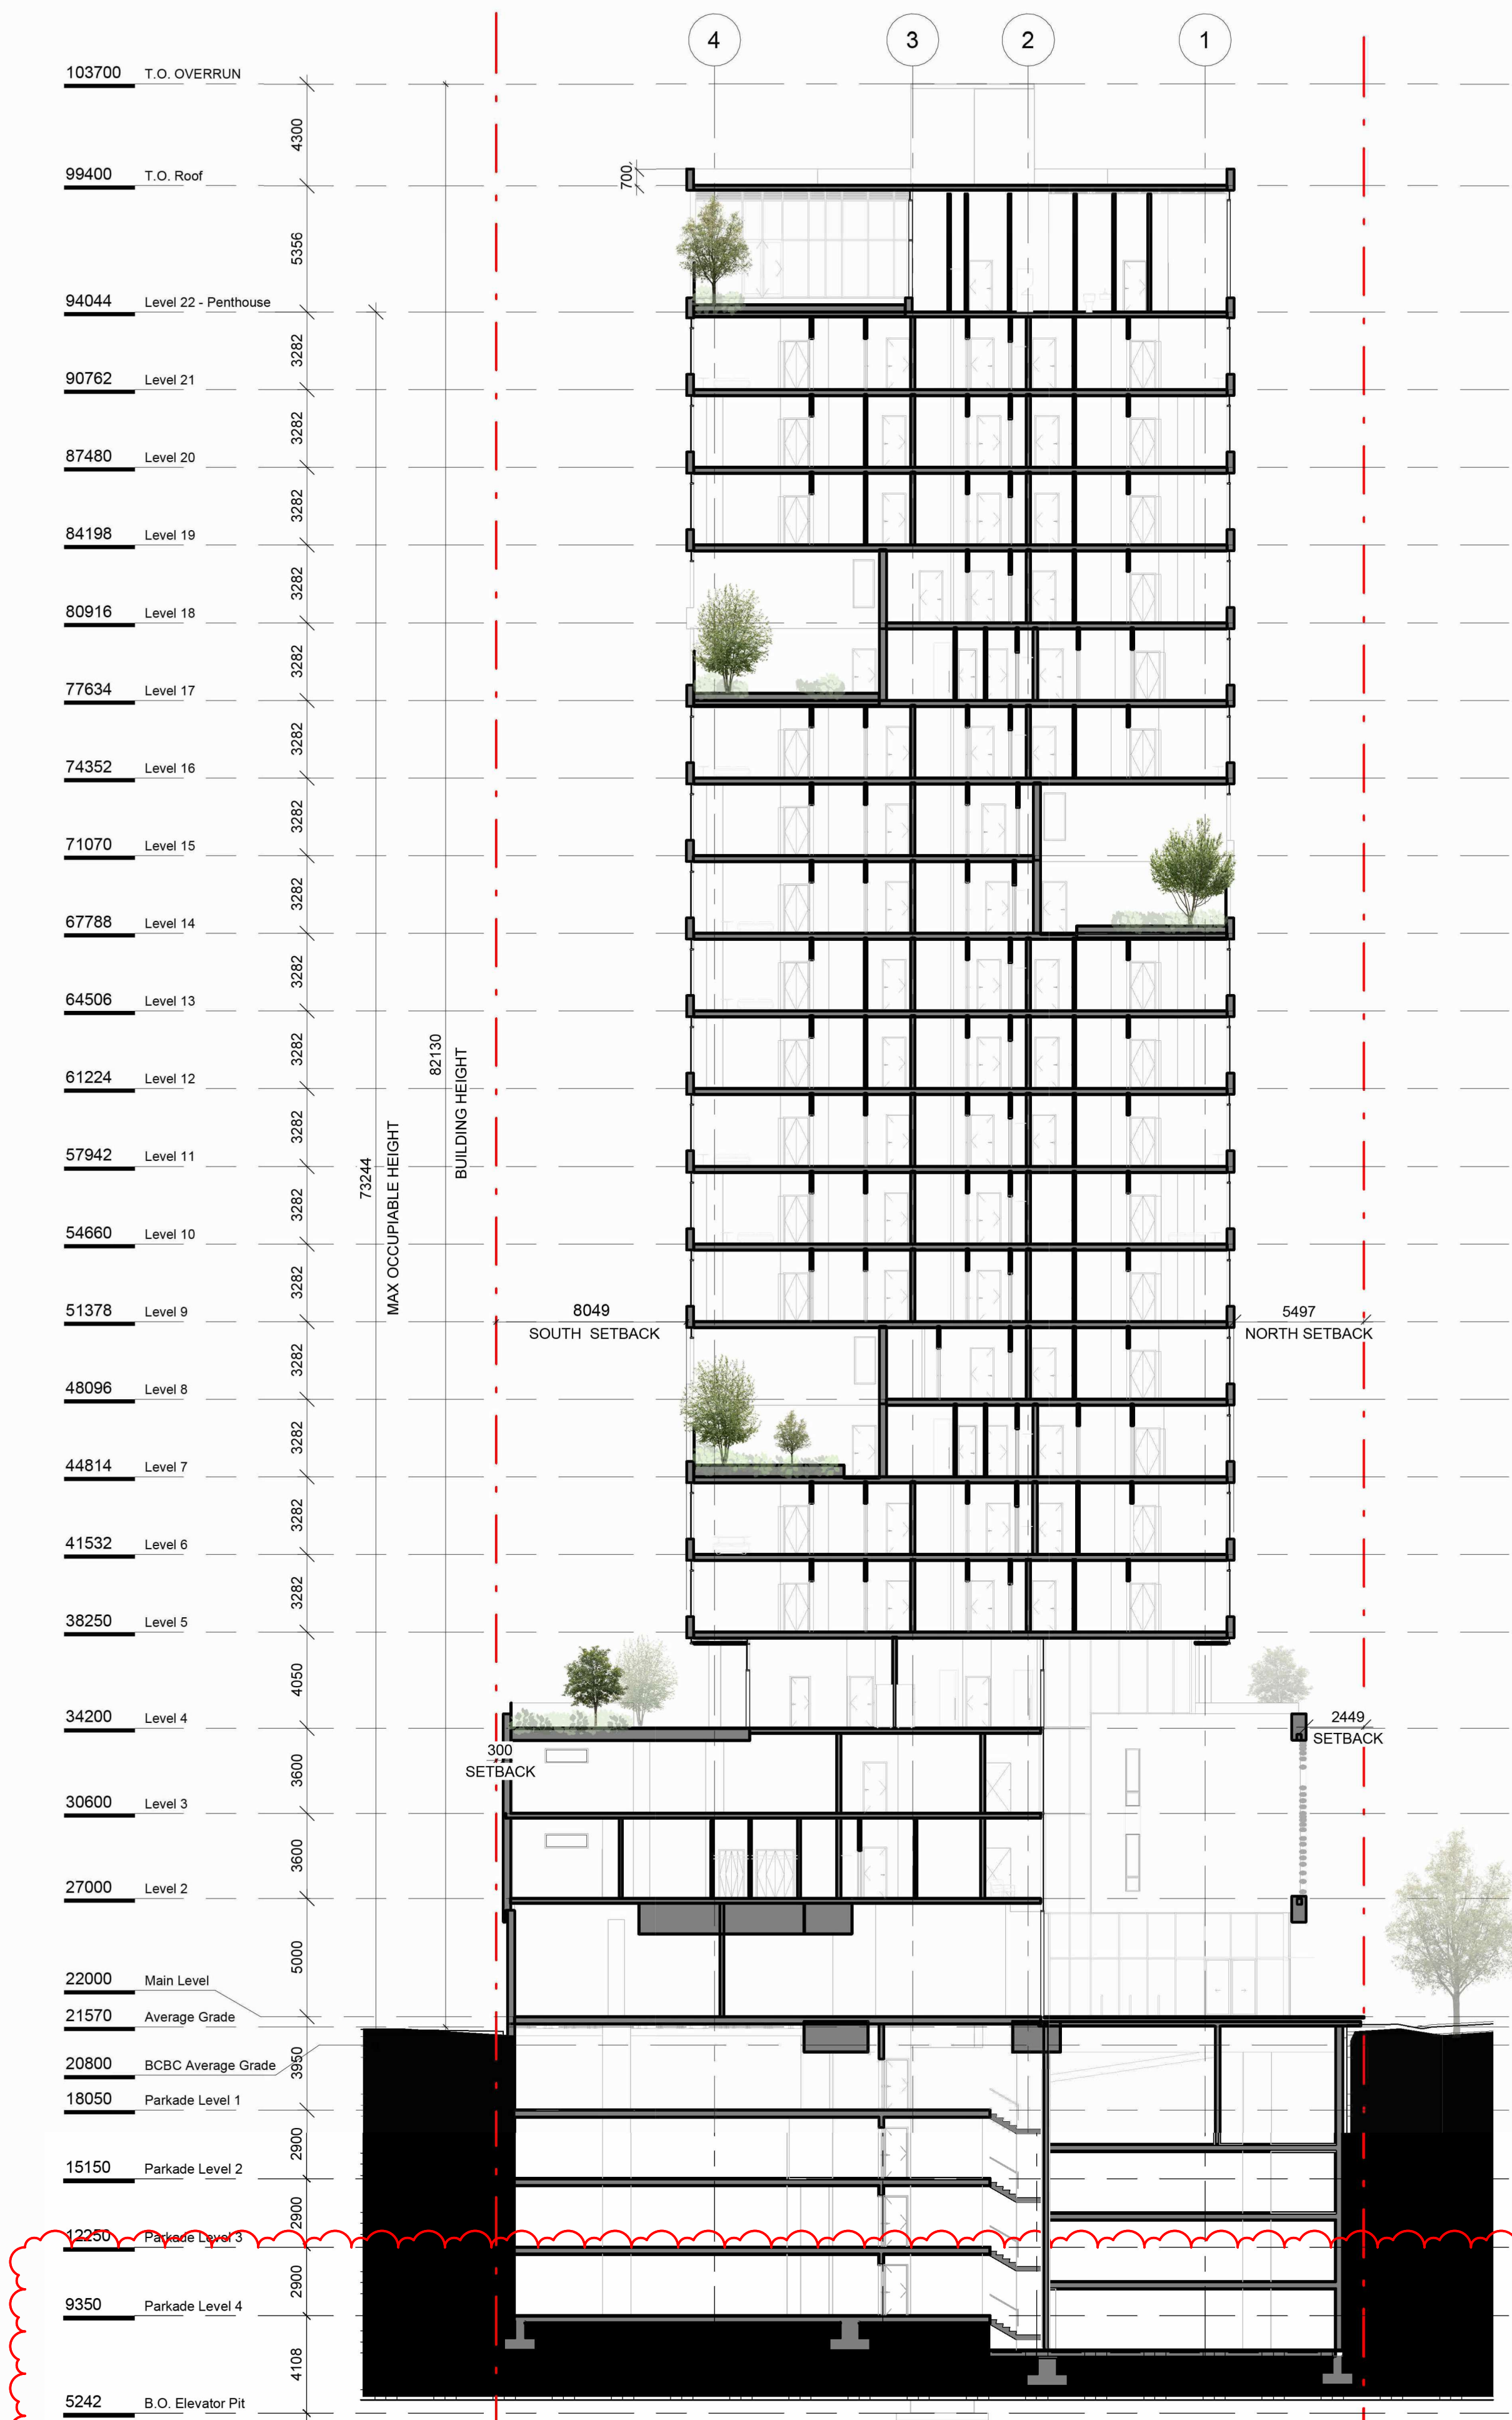 4 3 2 1
103700 T.O. OVERRUN
4300
99400 T.O. Roof
700
5356
94044 Level 22 - Penthouse
3282
90762 Level 21
3282
87480 Level 20
3282
84198 Level 19
3282
80916 Level 18
3282
77634 Level 17
3282
74352 Level 16
3282
71070 Level 15
3282
67788 Level 14
3282
64506 Level 13
3282
61224 Level 12
3282
57942 Level 11
3282
54660 Level 10
3282
51378 Level 9
3282
48096 Level 8
3282
44814 Level 7
3282
41532 Level 6
3282
38250 Level 5
4050
34200 Level 4
3600
30600 Level 3
3600
27000 Level 2
5000
22000 Main Level
21570 Average Grade
3950
20800 BCBC Average Grade
18050 Parkade Level 1
2900
15150 Parkade Level 2
2900
12250 Parkade Level 3
2900
9350 Parkade Level 4
4108
5242 B.O. Elevator Pit
73244
MAX OCCUPIABLE HEIGHT
82130
BUILDING HEIGHT
8049
SOUTH SETBACK
5497
NORTH SETBACK
300
SETBACK
2449
SETBACK